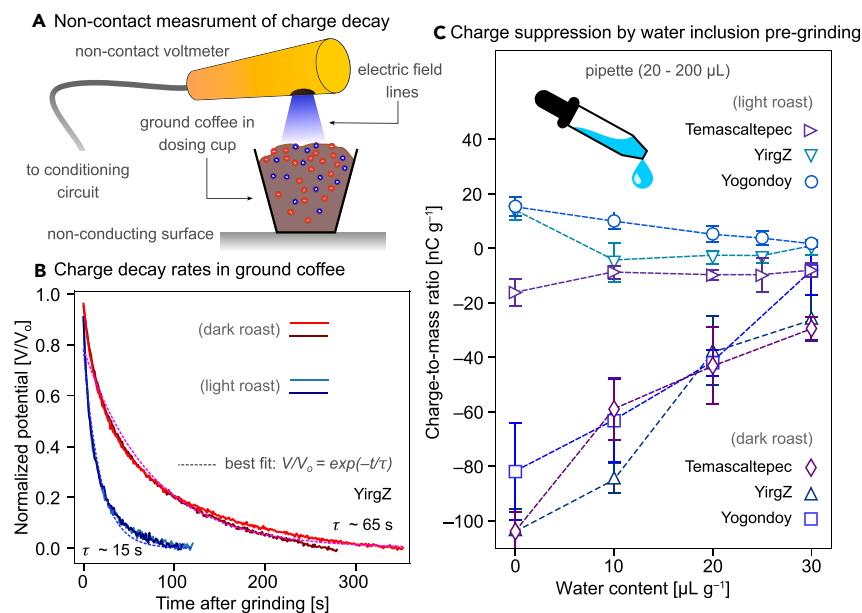 A Non-contact measrument of charge decay
non-contact voltmeter
electric field
lines
ground coffee in
dosing cup
to conditioning
circuit
non-conducting surface
B Charge decay rates in ground coffee
Normalized potential [V/Vo]
1.0
0.8
0.6
0.4
0.2
0.0
(dark roast)
(light roast)
best fit: V/Vo = exp(–t/τ)
YirgZ
τ ~ 65 s
τ ~ 15 s
0
100
200
300
Time after grinding [s]
C Charge suppression by water inclusion pre-grinding
pipette (20 - 200 µL)
(light roast)
Temascaltepec
YirgZ
Yogondoy
Charge-to-mass ratio [nC g⁻¹]
40
20
0
−20
−40
−60
−80
−100
(dark roast)
Temascaltepec
YirgZ
Yogondoy
0
10
20
30
Water content [µL g⁻¹]